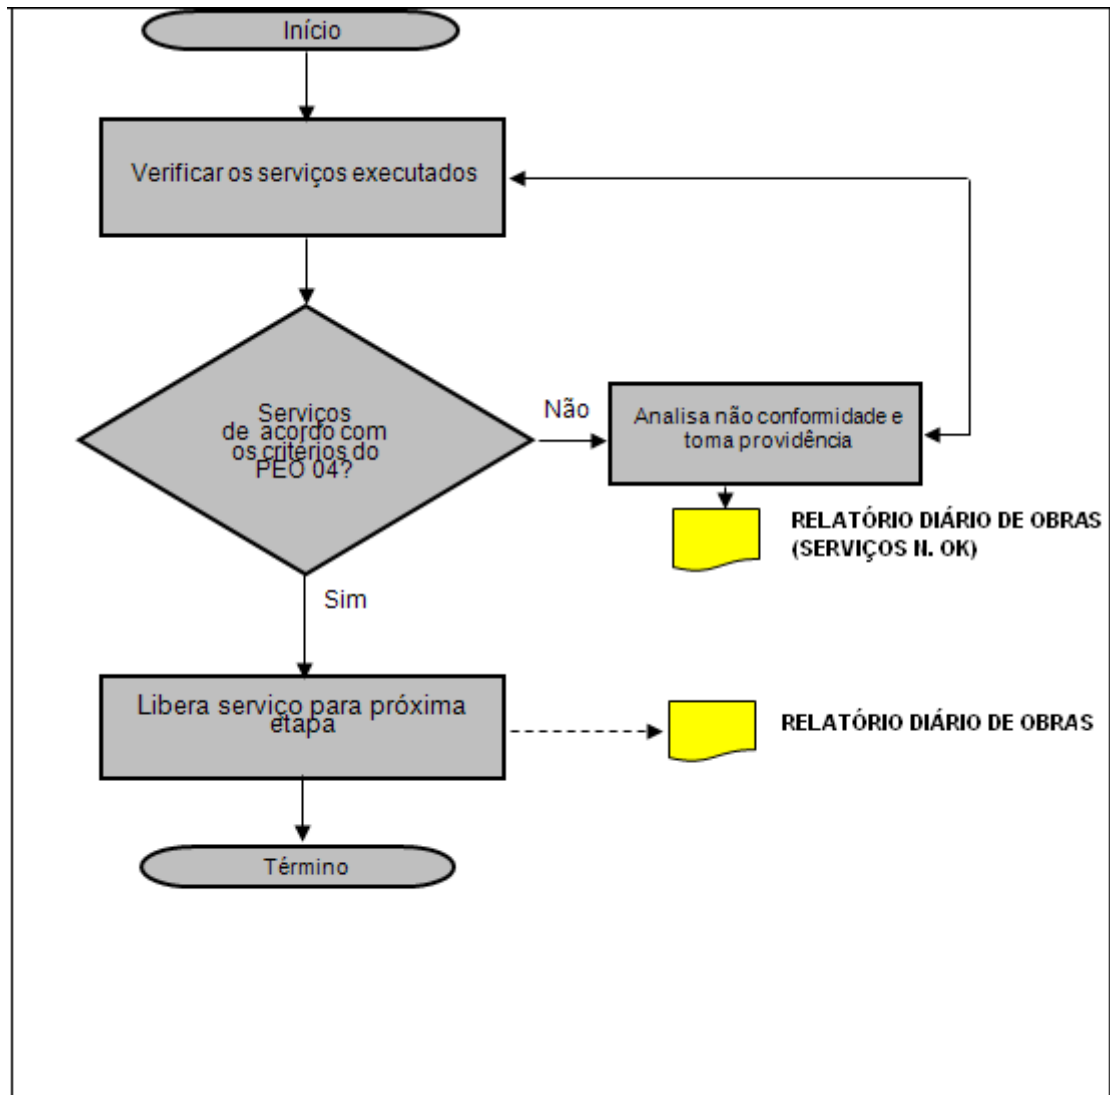 Início
Verificar os serviços executados
Serviços
de acordo com
os critérios do
PEO 04?
Não
Analisa não conformidade e
toma providência
RELATÓRIO DIÁRIO DE OBRAS
(SERVIÇOS N. OK)
Sim
Libera serviço para próxima
etapa
RELATÓRIO DIÁRIO DE OBRAS
Término